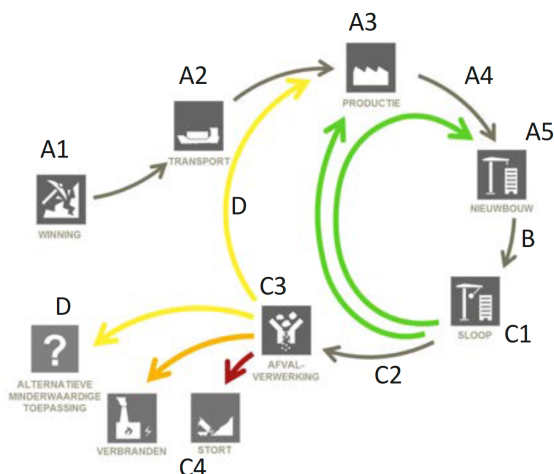 A3
A2
A4
PRODUCTIE
A1
TRANSPORT
A5
WINNING
NIEUWBOUW
D
B
C3
D
SLOOP
C1
?
AFVAL-
VERWERKING
C2
ALTERNATIEVE
MINDERWAARDIGE
TOEPASSING
VERBRANDEN
STORT
C4